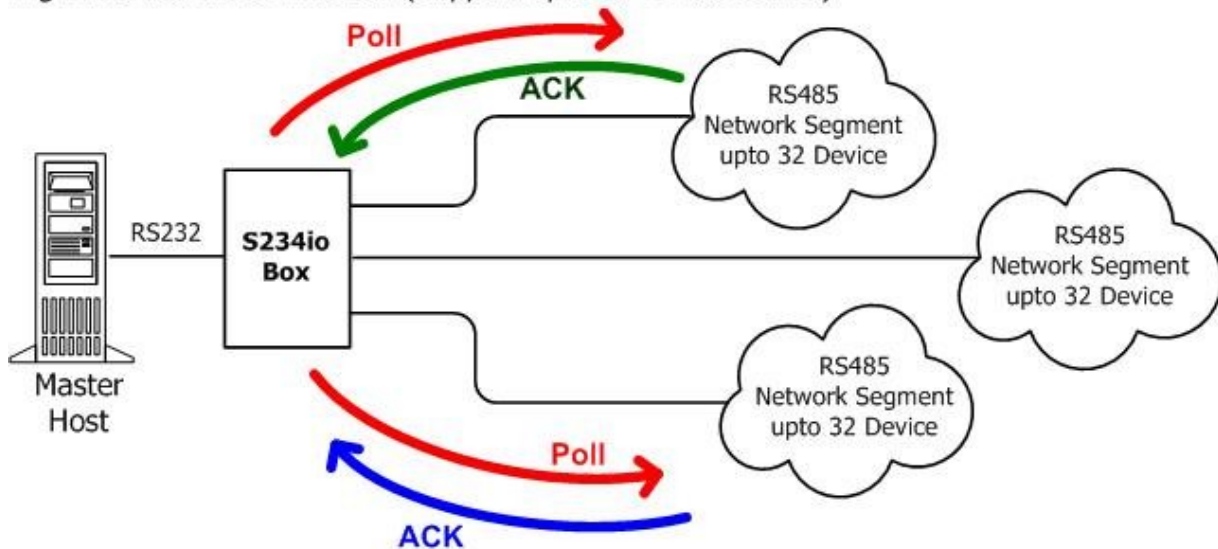 Poll
ACK
RS485
Network Segment
upto 32 Device
RS232
S234io
Box
RS485
Network Segment
upto 32 Device
Master
Host
RS485
Network Segment
upto 32 Device
Poll
ACK